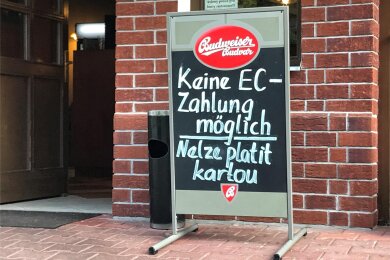 Budweiser
Budvar
Keine EC-
Zahlung
möglich
Nelze platit
kartou